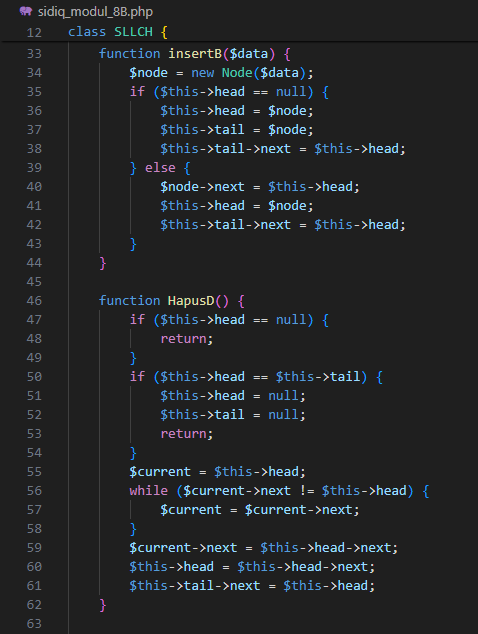 sidiq_modul_8B.php
12 class SLLCH {
33     function insertB($data) {
34         $node = new Node($data);
35         if ($this->head == null) {
36             $this->head = $node;
37             $this->tail = $node;
38             $this->tail->next = $this->head;
39         } else {
40             $node->next = $this->head;
41             $this->head = $node;
42             $this->tail->next = $this->head;
43         }
44     }
45
46     function HapusD() {
47         if ($this->head == null) {
48             return;
49         }
50         if ($this->head == $this->tail) {
51             $this->head = null;
52             $this->tail = null;
53             return;
54         }
55         $current = $this->head;
56         while ($current->next != $this->head) {
57             $current = $current->next;
58         }
59         $current->next = $this->head->next;
60         $this->head = $this->head->next;
61         $this->tail->next = $this->head;
62     }
63